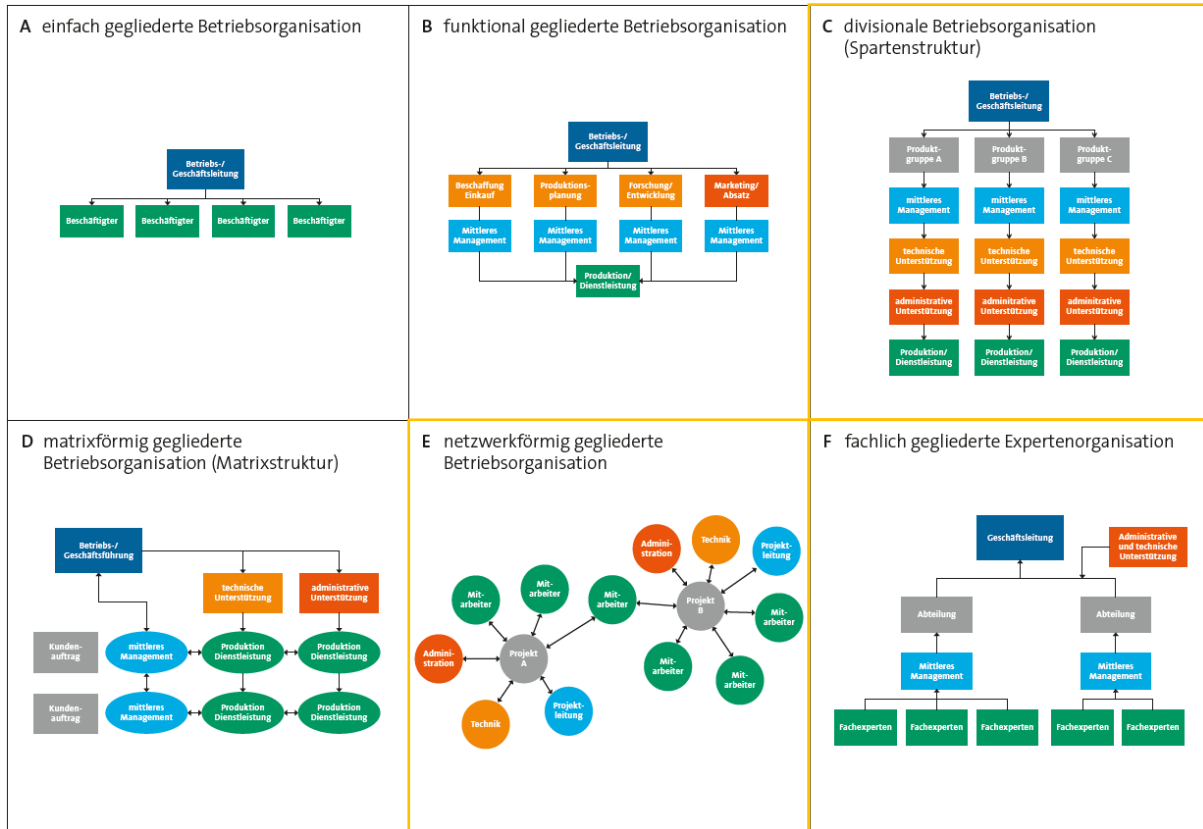 A einfach gegliederte Betriebsorganisation
Betriebs-/
Geschäftsleitung
Beschäftigter Beschäftigter Beschäftigter Beschäftigter
B funktional gegliederte Betriebsorganisation
Betriebs-/
Geschäftsleitung
Beschaffung Produktions- Forschung/ Marketing/
Einkauf planung Entwicklung Absatz
Mittleres Mittleres Mittleres Mittleres
Management Management Management Management
Produktion/
Dienstleistung
C divisionale Betriebsorganisation
(Spartenstruktur)
Betriebs-/
Geschäftsleitung
Produkt- Produkt- Produkt-
gruppe A gruppe B gruppe C
mittleres mittleres mittleres
Management Management Management
technische technische technische
Unterstützung Unterstützung Unterstützung
administrative adminitrative administrative
Unterstützung Unterstützung Unterstützung
Produktion/ Produktion/ Produktion/
Dienstleistung Dienstleistung Dienstleistung
D matrixförmig gegliederte
Betriebsorganisation (Matrixstruktur)
Betriebs-/
Geschäftsführung
technische administrative
Unterstützung Unterstützung
Kunden- mittleres Produktion Produktion
auftrag Management Dienstleistung Dienstleistung
Kunden- mittleres Produktion Produktion
auftrag Management Dienstleistung Dienstleistung
E netzwerkförmig gegliederte
Betriebsorganisation
Admini-
stration
Technik
Projekt-
leitung
Mit-
arbeiter
Mit-
arbeiter
Mit-
arbeiter
Projekt
B
Mit-
arbeiter
Admini-
stration
Projekt
A
Mit-
arbeiter
Mit-
arbeiter
Technik
Projekt-
leitung
F fachlich gegliederte Expertenorganisation
Geschäftsleitung
Administrative
und technische
Unterstützung
Abteilung Abteilung
Mittleres Mittleres
Management Management
Fachexperten Fachexperten Fachexperten Fachexperten Fachexperten